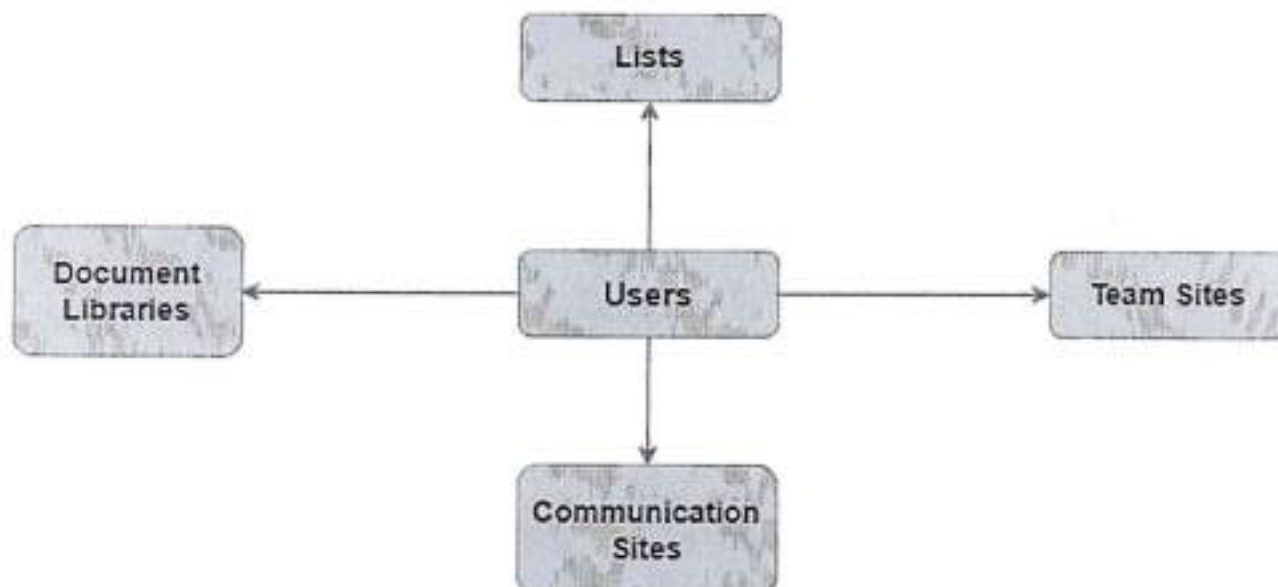 Lists
Document
Libraries
Users
Team Sites
Communication
Sites